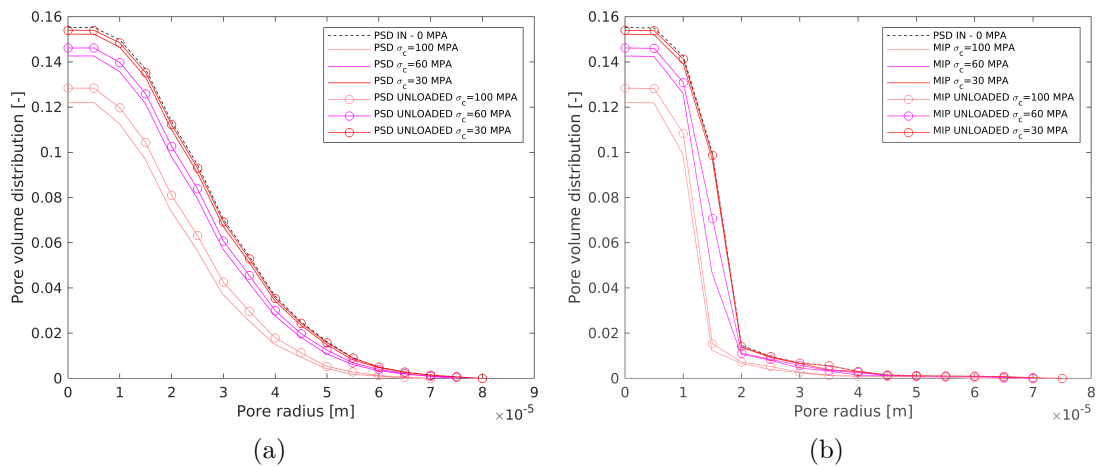 0.16
0.14
0.12
0.1
0.08
0.06
0.04
0.02
0
Pore volume distribution [-]
PSD IN - 0 MPA
PSD σc=100 MPA
PSD σc=60 MPA
PSD σc=30 MPA
PSD UNLOADED σc=100 MPA
PSD UNLOADED σc=60 MPA
PSD UNLOADED σc=30 MPA
0 1 2 3 4 5 6 7 8 9
Pore radius [m]
×10-5
(a)
0.16
0.14
0.12
0.1
0.08
0.06
0.04
0.02
0
Pore volume distribution [-]
PSD IN - 0 MPA
MIP σc=100 MPA
MIP σc=60 MPA
MIP σc=30 MPA
MIP UNLOADED σc=100 MPA
MIP UNLOADED σc=60 MPA
MIP UNLOADED σc=30 MPA
0 1 2 3 4 5 6 7 8
Pore radius [m]
×10-5
(b)